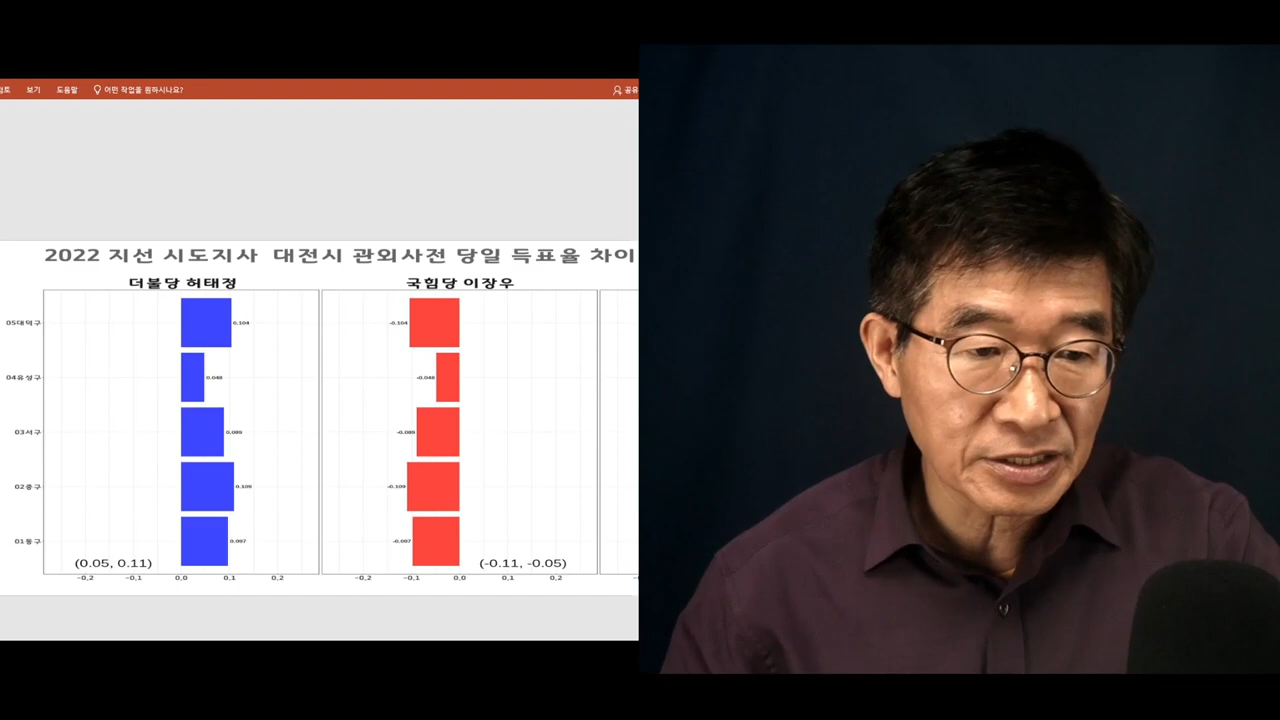 검토 보기 도움말 어떤 작업을 원하시나요? 공유
2022 지선 시도지사 대전시 관외사전 당일 득표율 차이
더불당 허태정 국힘당 이장우
05대덕구 0.104 -0.104
04유성구 0.048 -0.048
03서구 0.089 -0.089
02중구 0.109 -0.109
01동구 0.097 -0.097
(0.05, 0.11) (-0.11, -0.05)
-0.2 -0.1 0.0 0.1 0.2 -0.2 -0.1 0.0 0.1 0.2